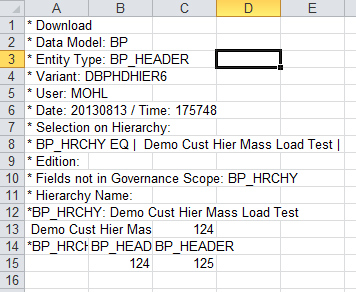 A B C D E
1 * Download
2 * Data Model: BP
3 * Entity Type: BP_HEADER
4 * Variant: DBPHDHIER6
5 * User: MOHL
6 * Date: 20130813 / Time: 175748
7 * Selection on Hierarchy:
8 * BP_HRCHY EQ | Demo Cust Hier Mass Load Test |
9 * Edition:
10 * Fields not in Governance Scope: BP_HRCHY
11 * Hierarchy Name:
12 *BP_HRCHY: Demo Cust Hier Mass Load Test
13 Demo Cust Hier Mas 124
14 *BP_HRCH BP_HEAD BP_HEADER
15 124 125